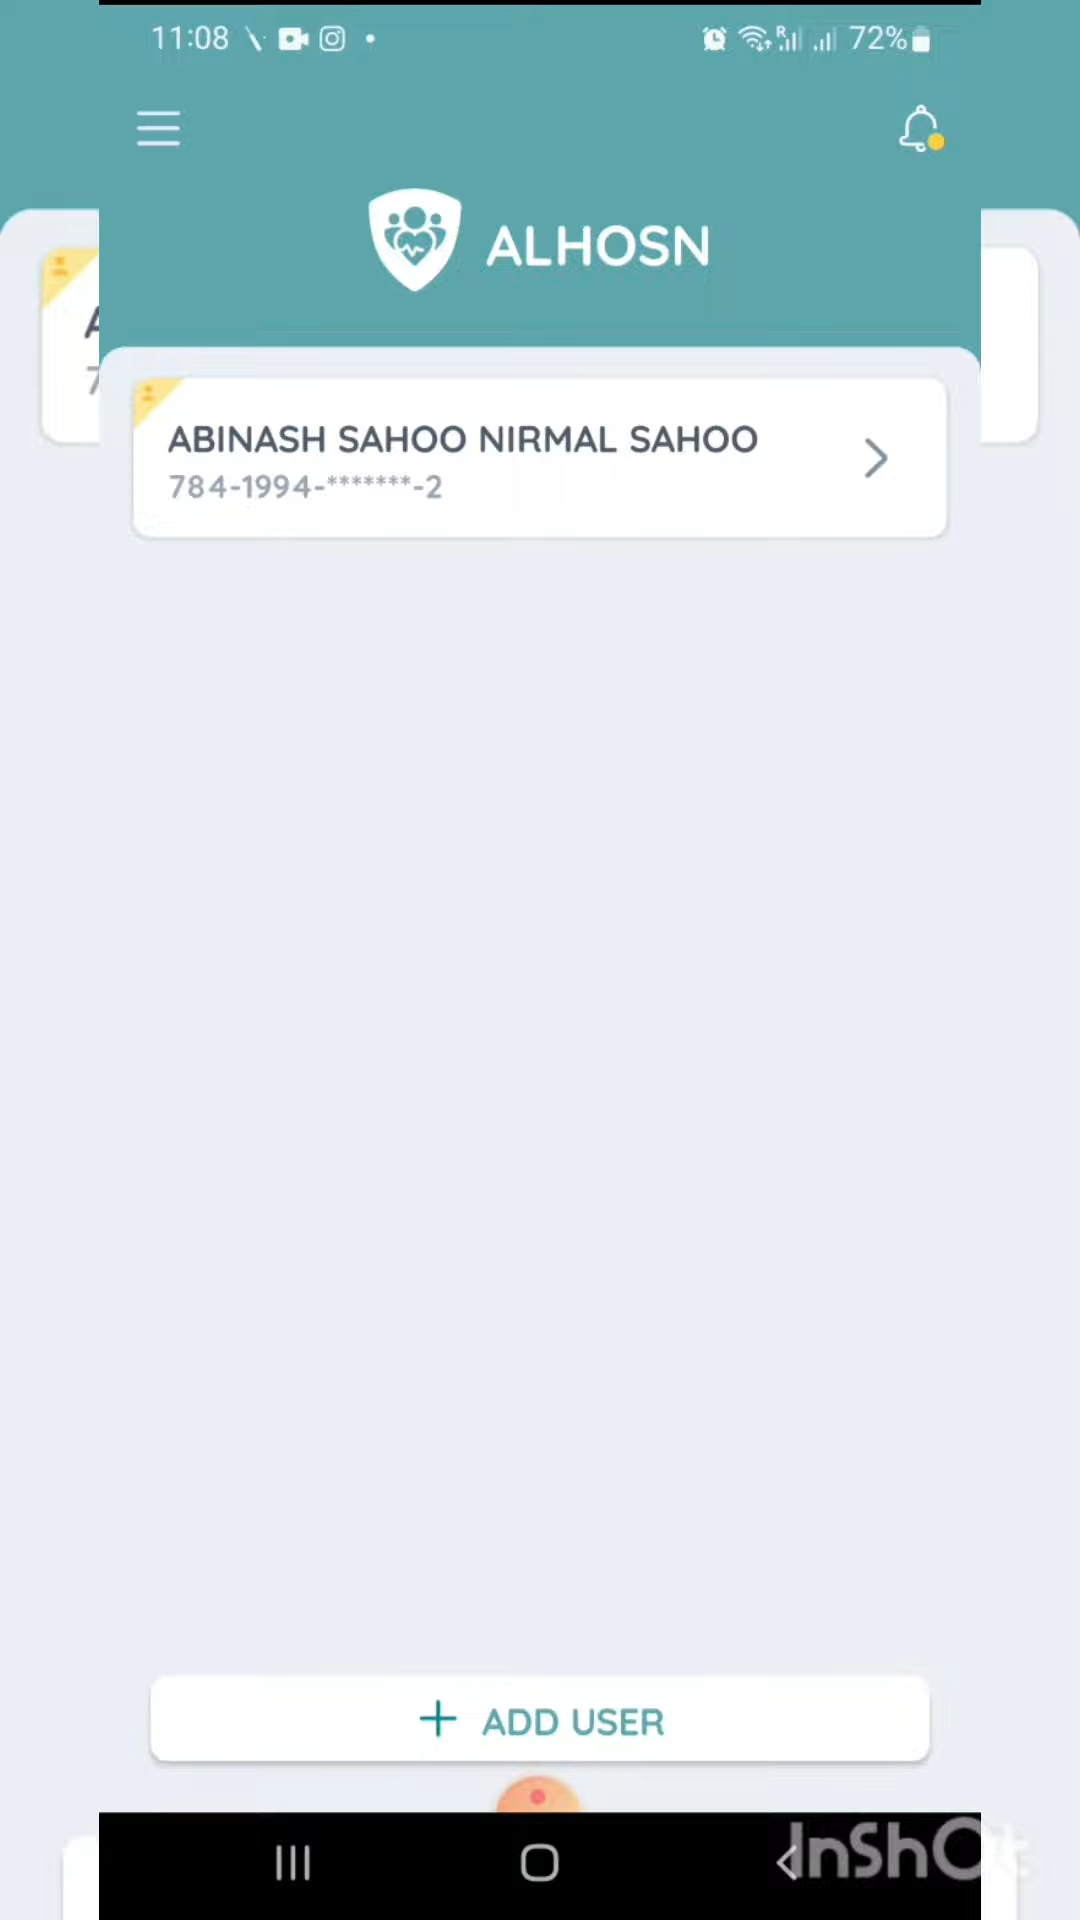 11:08
72%
ALHOSN
ABINASH SAHOO NIRMAL SAHOO
784-1994-*******-2
+ ADD USER
InShOt